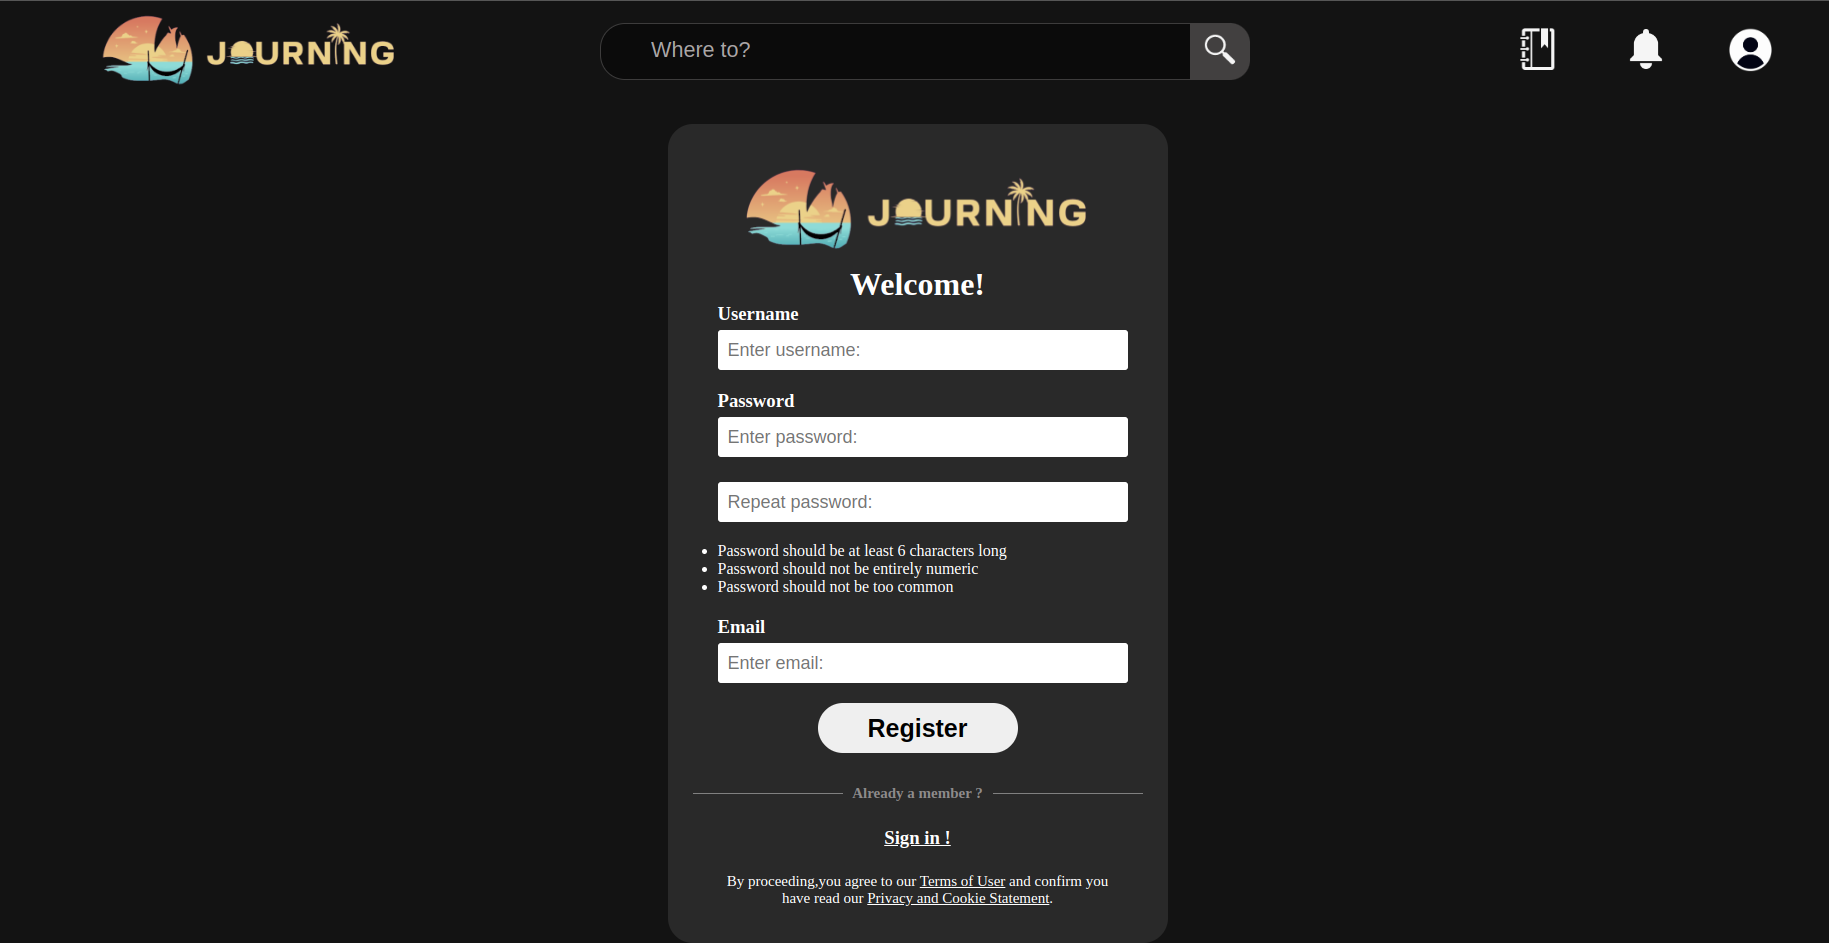 JOURNING
Where to?
JOURNING
Welcome!
Username
Enter username:
Password
Enter password:
Repeat password:
Password should be at least 6 characters long
Password should not be entirely numeric
Password should not be too common
Email
Enter email:
Register
Already a member ?
Sign in !
By proceeding,you agree to our Terms of User and confirm you
have read our Privacy and Cookie Statement.